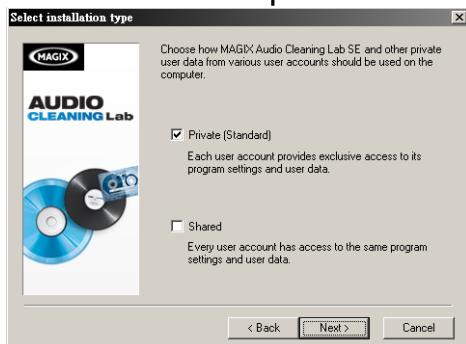 Select installation type
MAGIX
AUDIO
CLEANING Lab
Choose how MAGIX Audio Cleaning Lab SE and other private
user data from various user accounts should be used on the
computer.
Private (Standard)
Each user account provides exclusive access to its
program settings and user data.
Shared
Every user account has access to the same program
settings and user data.
< Back
Next >
Cancel